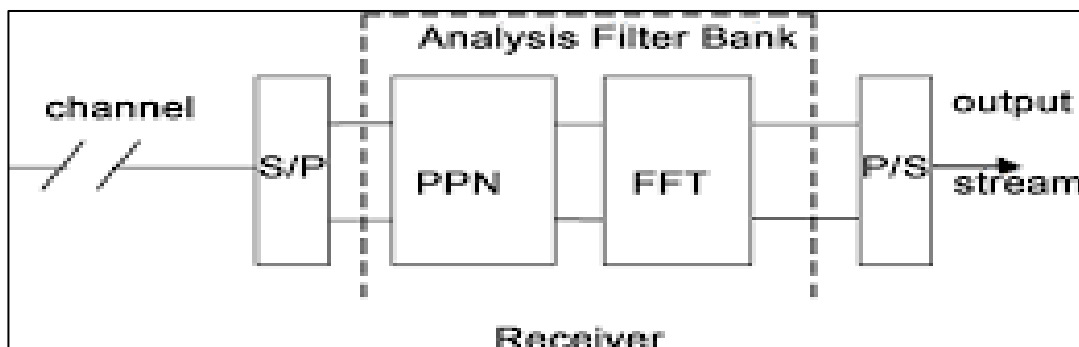 Analysis Filter Bank
channel
output
S/P
PPN
FFT
P/S
stream
Receiver